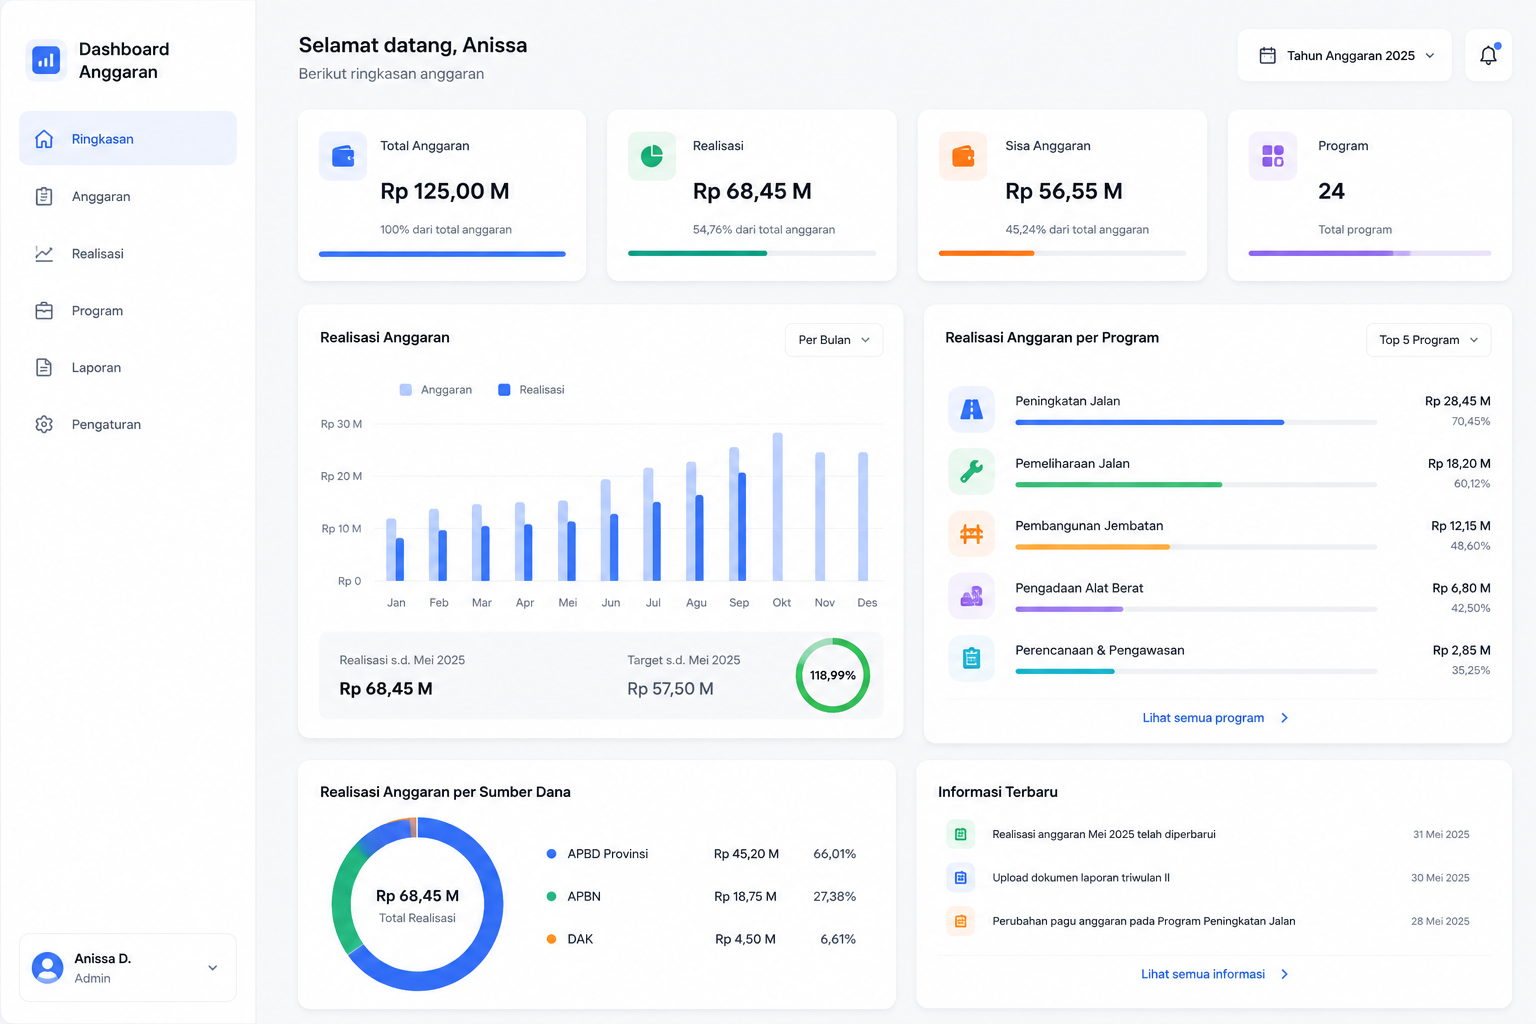 Dashboard
Anggaran
Ringkasan
Anggaran
Realisasi
Program
Laporan
Pengaturan
Anissa D.
Admin
Selamat datang, Anissa
Berikut ringkasan anggaran
Tahun Anggaran 2025
Total Anggaran
Rp 125,00 M
100% dari total anggaran
Realisasi
Rp 68,45 M
54,76% dari total anggaran
Sisa Anggaran
Rp 56,55 M
45,24% dari total anggaran
Program
24
Total program
Realisasi Anggaran
Per Bulan
Anggaran
Realisasi
Rp 30 M
Rp 20 M
Rp 10 M
Rp 0
Jan Feb Mar Apr Mei Jun Jul Agu Sep Okt Nov Des
Realisasi s.d. Mei 2025
Rp 68,45 M
Target s.d. Mei 2025
Rp 57,50 M
118,99%
Realisasi Anggaran per Program
Top 5 Program
Peningkatan Jalan
Rp 28,45 M
70,45%
Pemeliharaan Jalan
Rp 18,20 M
60,12%
Pembangunan Jembatan
Rp 12,15 M
48,60%
Pengadaan Alat Berat
Rp 6,80 M
42,50%
Perencanaan & Pengawasan
Rp 2,85 M
35,25%
Lihat semua program
Realisasi Anggaran per Sumber Dana
Rp 68,45 M
Total Realisasi
APBD Provinsi Rp 45,20 M 66,01%
APBN Rp 18,75 M 27,38%
DAK Rp 4,50 M 6,61%
Informasi Terbaru
Realisasi anggaran Mei 2025 telah diperbarui 31 Mei 2025
Upload dokumen laporan triwulan II 30 Mei 2025
Perubahan pagu anggaran pada Program Peningkatan Jalan 28 Mei 2025
Lihat semua informasi